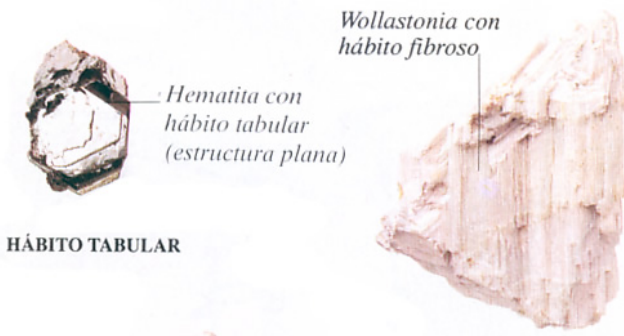 Wollastonia con
hábito fibroso
Hematita con
hábito tabular
(estructura plana)
HÁBITO TABULAR